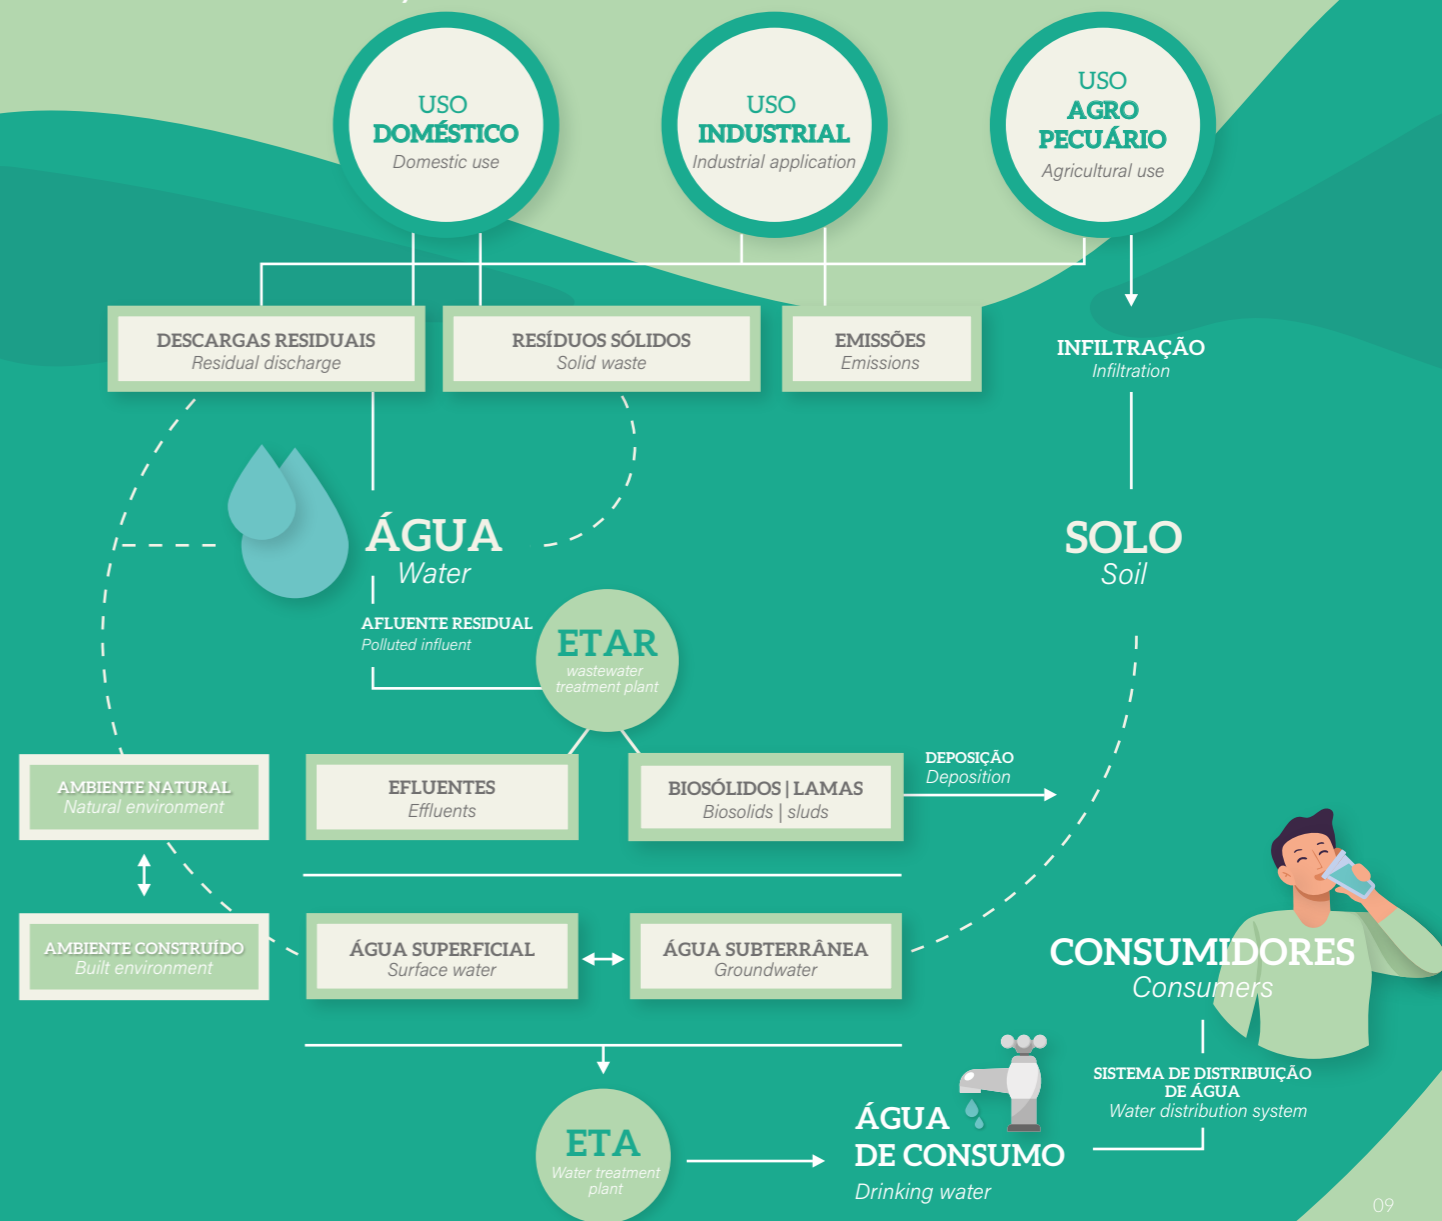 USO
DOMÉSTICO
Domestic use
USO
INDUSTRIAL
Industrial application
USO
AGRO
PECUÁRIO
Agricultural use
DESCARGAS RESIDUAIS
Residual discharge
RESÍDUOS SÓLIDOS
Solid waste
EMISSÕES
Emissions
INFILTRAÇÃO
Infiltration
ÁGUA
Water
SOLO
Soil
AFLUENTE RESIDUAL
Polluted influent
ETAR
wastewater
treatment plant
AMBIENTE NATURAL
Natural environment
EFLUENTES
Effluents
BIOSÓLIDOS | LAMAS
Biosolids | sluds
DEPOSIÇÃO
Deposition
AMBIENTE CONSTRUÍDO
Built environment
ÁGUA SUPERFICIAL
Surface water
ÁGUA SUBTERRÂNEA
Groundwater
CONSUMIDORES
Consumers
SISTEMA DE DISTRIBUIÇÃO
DE ÁGUA
Water distribution system
ETA
Water treatment
plant
ÁGUA
DE CONSUMO
Drinking water
09